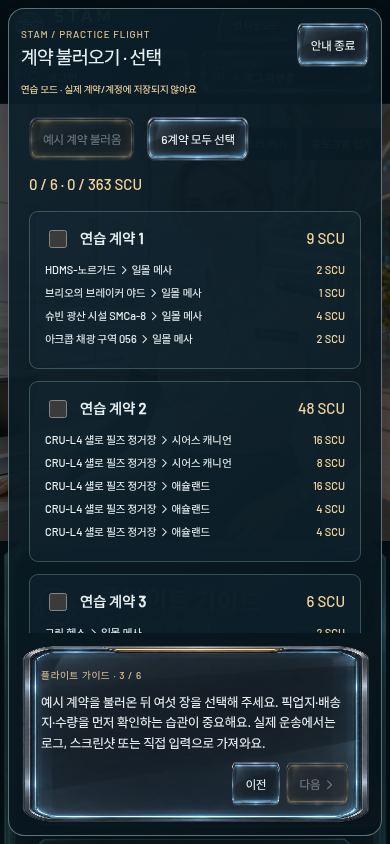 STAM / PRACTICE FLIGHT
계약 불러오기 · 선택
안내 종료
연습 모드 · 실제 계약/계정에 저장되지 않아요
예시 계약 불러옴
6계약 모두 선택
0 / 6 · 0 / 363 SCU
연습 계약 1 9 SCU
HDMS-노르가드 > 일몰 메사 2 SCU
브리오의 브레이커 야드 > 일몰 메사 1 SCU
슈빈 광산 시설 SMCa-8 > 일몰 메사 4 SCU
아크콥 채광 구역 056 > 일몰 메사 2 SCU
연습 계약 2 48 SCU
CRU-L4 샐로 필즈 정거장 > 시어스 캐니언 16 SCU
CRU-L4 샐로 필즈 정거장 > 시어스 캐니언 8 SCU
CRU-L4 샐로 필즈 정거장 > 애슐랜드 16 SCU
CRU-L4 샐로 필즈 정거장 > 애슐랜드 4 SCU
CRU-L4 샐로 필즈 정거장 > 애슐랜드 4 SCU
연습 계약 3 6 SCU
플라이트 가이드 · 3 / 6
예시 계약을 불러온 뒤 여섯 장을 선택해 주세요. 픽업지·배송
지·수량을 먼저 확인하는 습관이 중요해요. 실제 운송에서는
로그, 스크린샷 또는 직접 입력으로 가져와요.
이전
다음 >